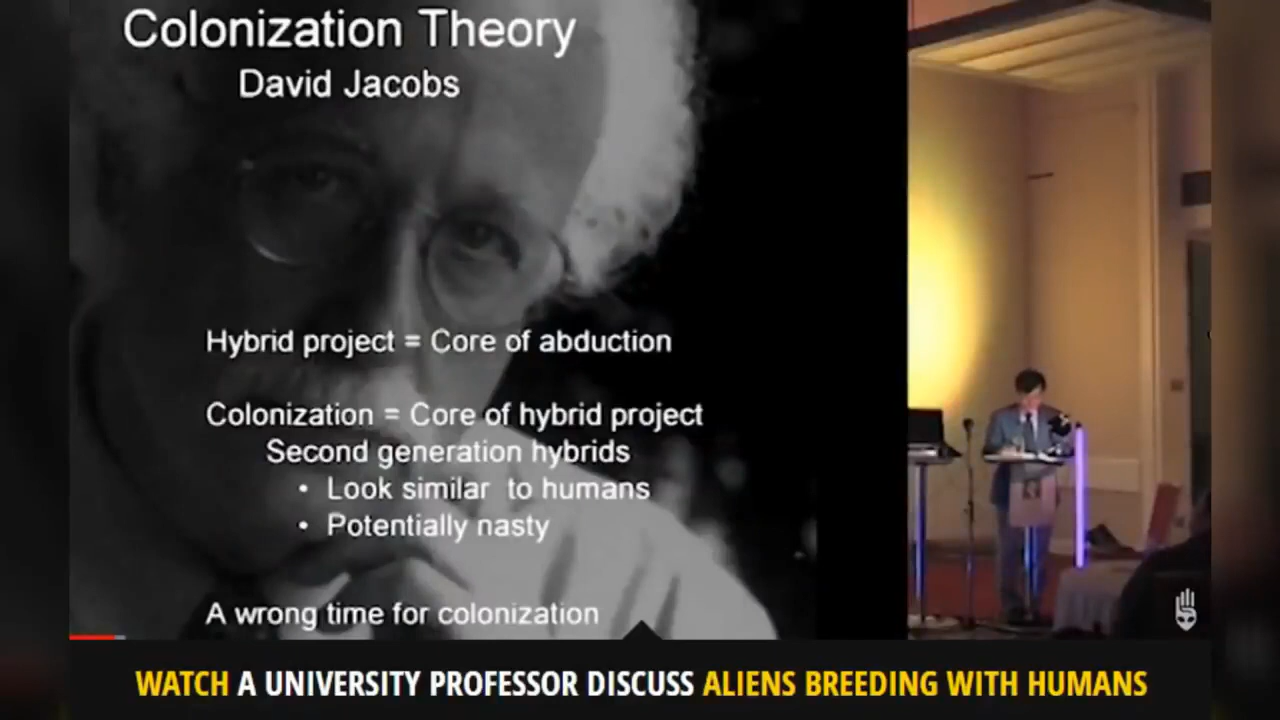 Colonization Theory
David Jacobs
Hybrid project = Core of abduction
Colonization = Core of hybrid project
Second generation hybrids
• Look similar to humans
• Potentially nasty
A wrong time for colonization
WATCH A UNIVERSITY PROFESSOR DISCUSS ALIENS BREEDING WITH HUMANS